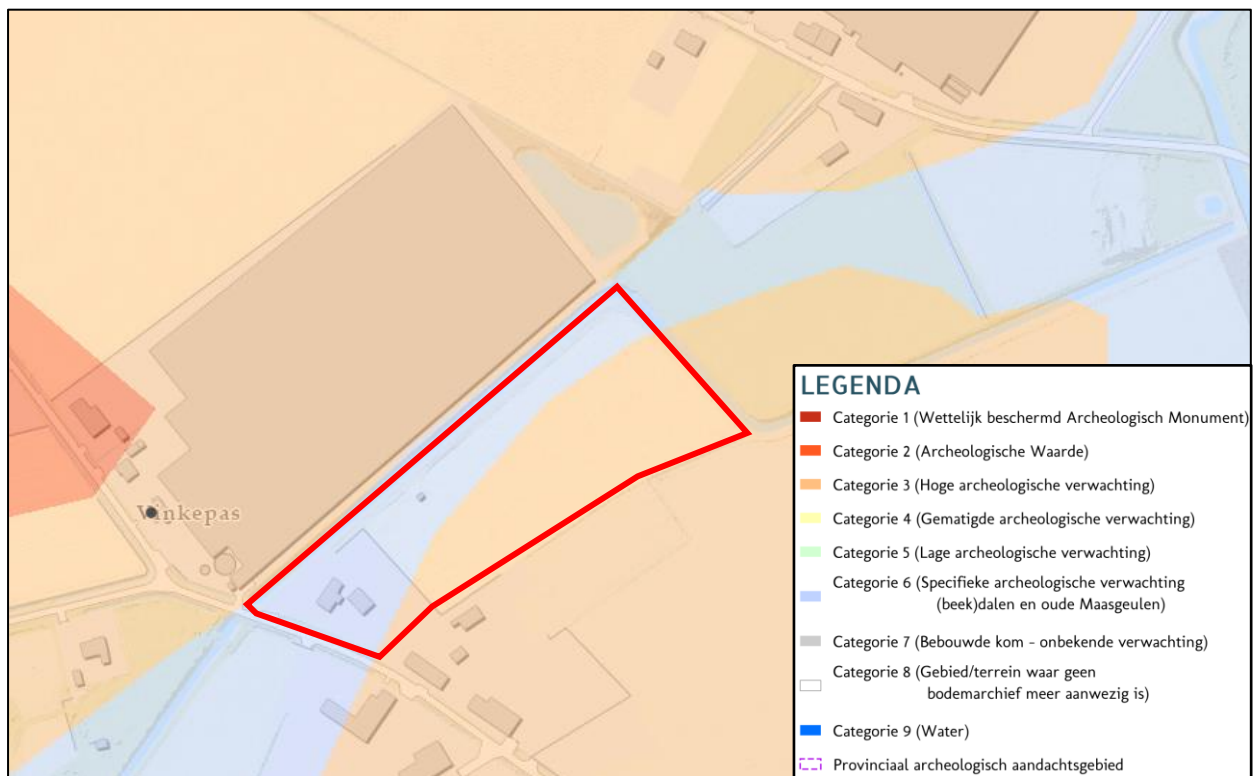 Vinkepas
LEGENDA
Categorie 1 (Wettelijk beschermd Archeologisch Monument)
Categorie 2 (Archeologische Waarde)
Categorie 3 (Hoge archeologische verwachting)
Categorie 4 (Gematigde archeologische verwachting)
Categorie 5 (Lage archeologische verwachting)
Categorie 6 (Specifieke archeologische verwachting
(beek)dalen en oude Maasgeulen)
Categorie 7 (Bebouwde kom - onbekende verwachting)
Categorie 8 (Gebied/terrein waar geen
bodemarchief meer aanwezig is)
Categorie 9 (Water)
Provinciaal archeologisch aandachtsgebied